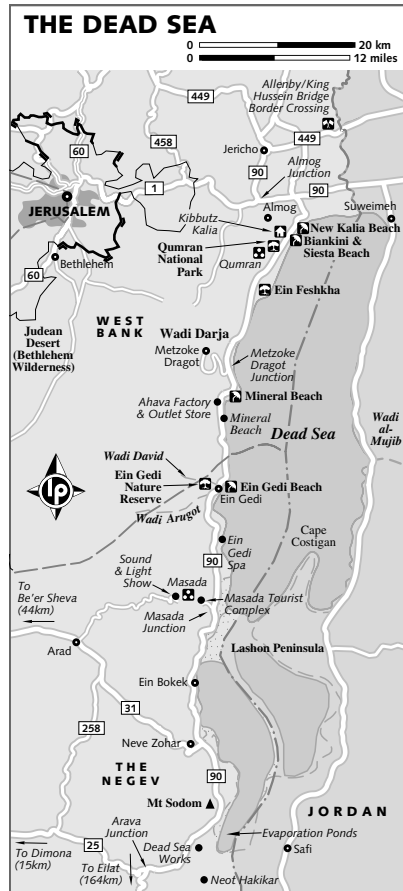 THE DEAD SEA
0 20 km
0 12 miles
Allenby/King
Hussein Bridge
Border Crossing
449
458
449
60
Jericho
90
Almog
Junction
1
90
JERUSALEM
Kibbutz
Kalia
Almog
Suweimeh
New Kalia Beach
Biankini &
Siesta Beach
Qumran
National
Park
Qumran
60
Bethlehem
Ein Feshkha
Judean
Desert
(Bethlehem
Wilderness)
WEST
BANK
Wadi Darja
Metzoke
Dragot
Metzoke
Dragot
Junction
Mineral Beach
Ahava Factory
& Outlet Store
Mineral
Beach
Dead Sea
Wadi
al-
Mujib
Wadi David
Ein Gedi
Nature
Reserve
Ein Gedi Beach
Ein Gedi
Wadi Arugot
lp
Ein
Gedi
Spa
Cape
Costigan
90
Sound
& Light
Show
Masada
Masada Tourist
Complex
Masada
Junction
To
Be'er Sheva
(44km)
Arad
Lashon Peninsula
Ein Bokek
31
258
Neve Zohar
THE
NEGEV
90
Mt Sodom
JORDAN
Evaporation Ponds
Arava
Junction
25
Dead Sea
Works
Safi
To Dimona
(15km)
To Eilat
(164km)
Neot Hakikar